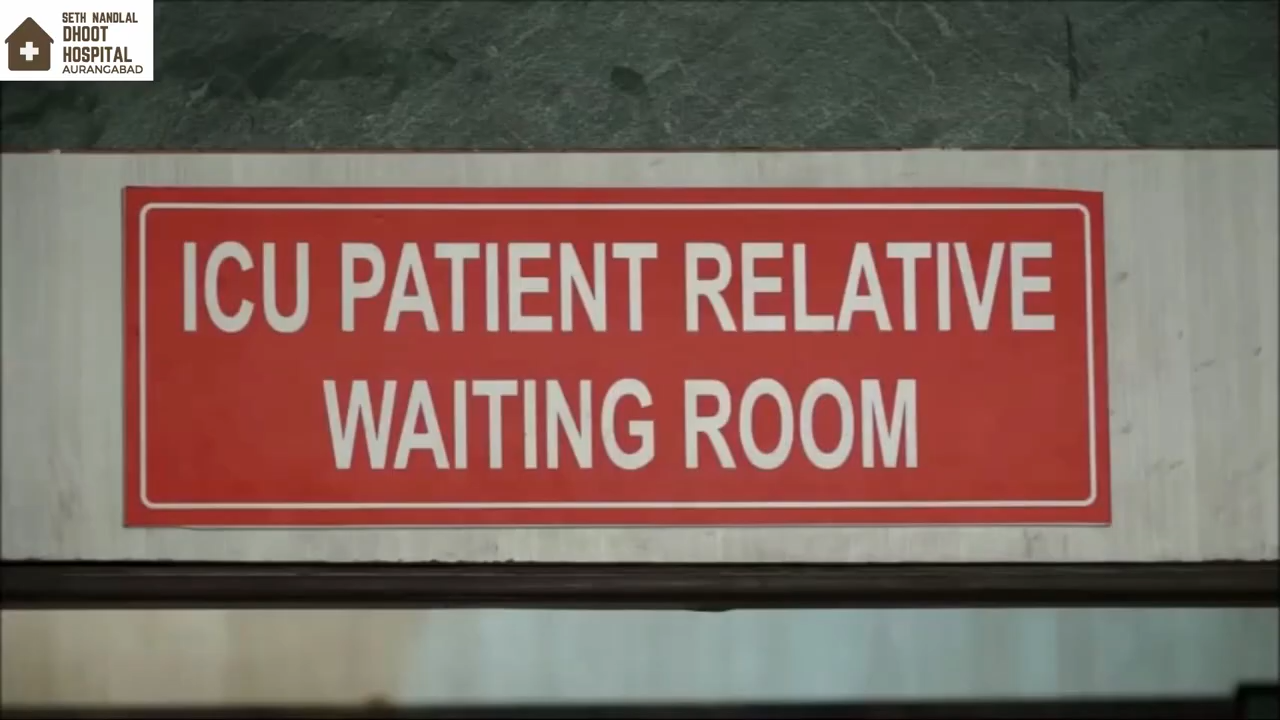 SETH NANDLAL
DHOOT
HOSPITAL
AURANGABAD
ICU PATIENT RELATIVE
WAITING ROOM